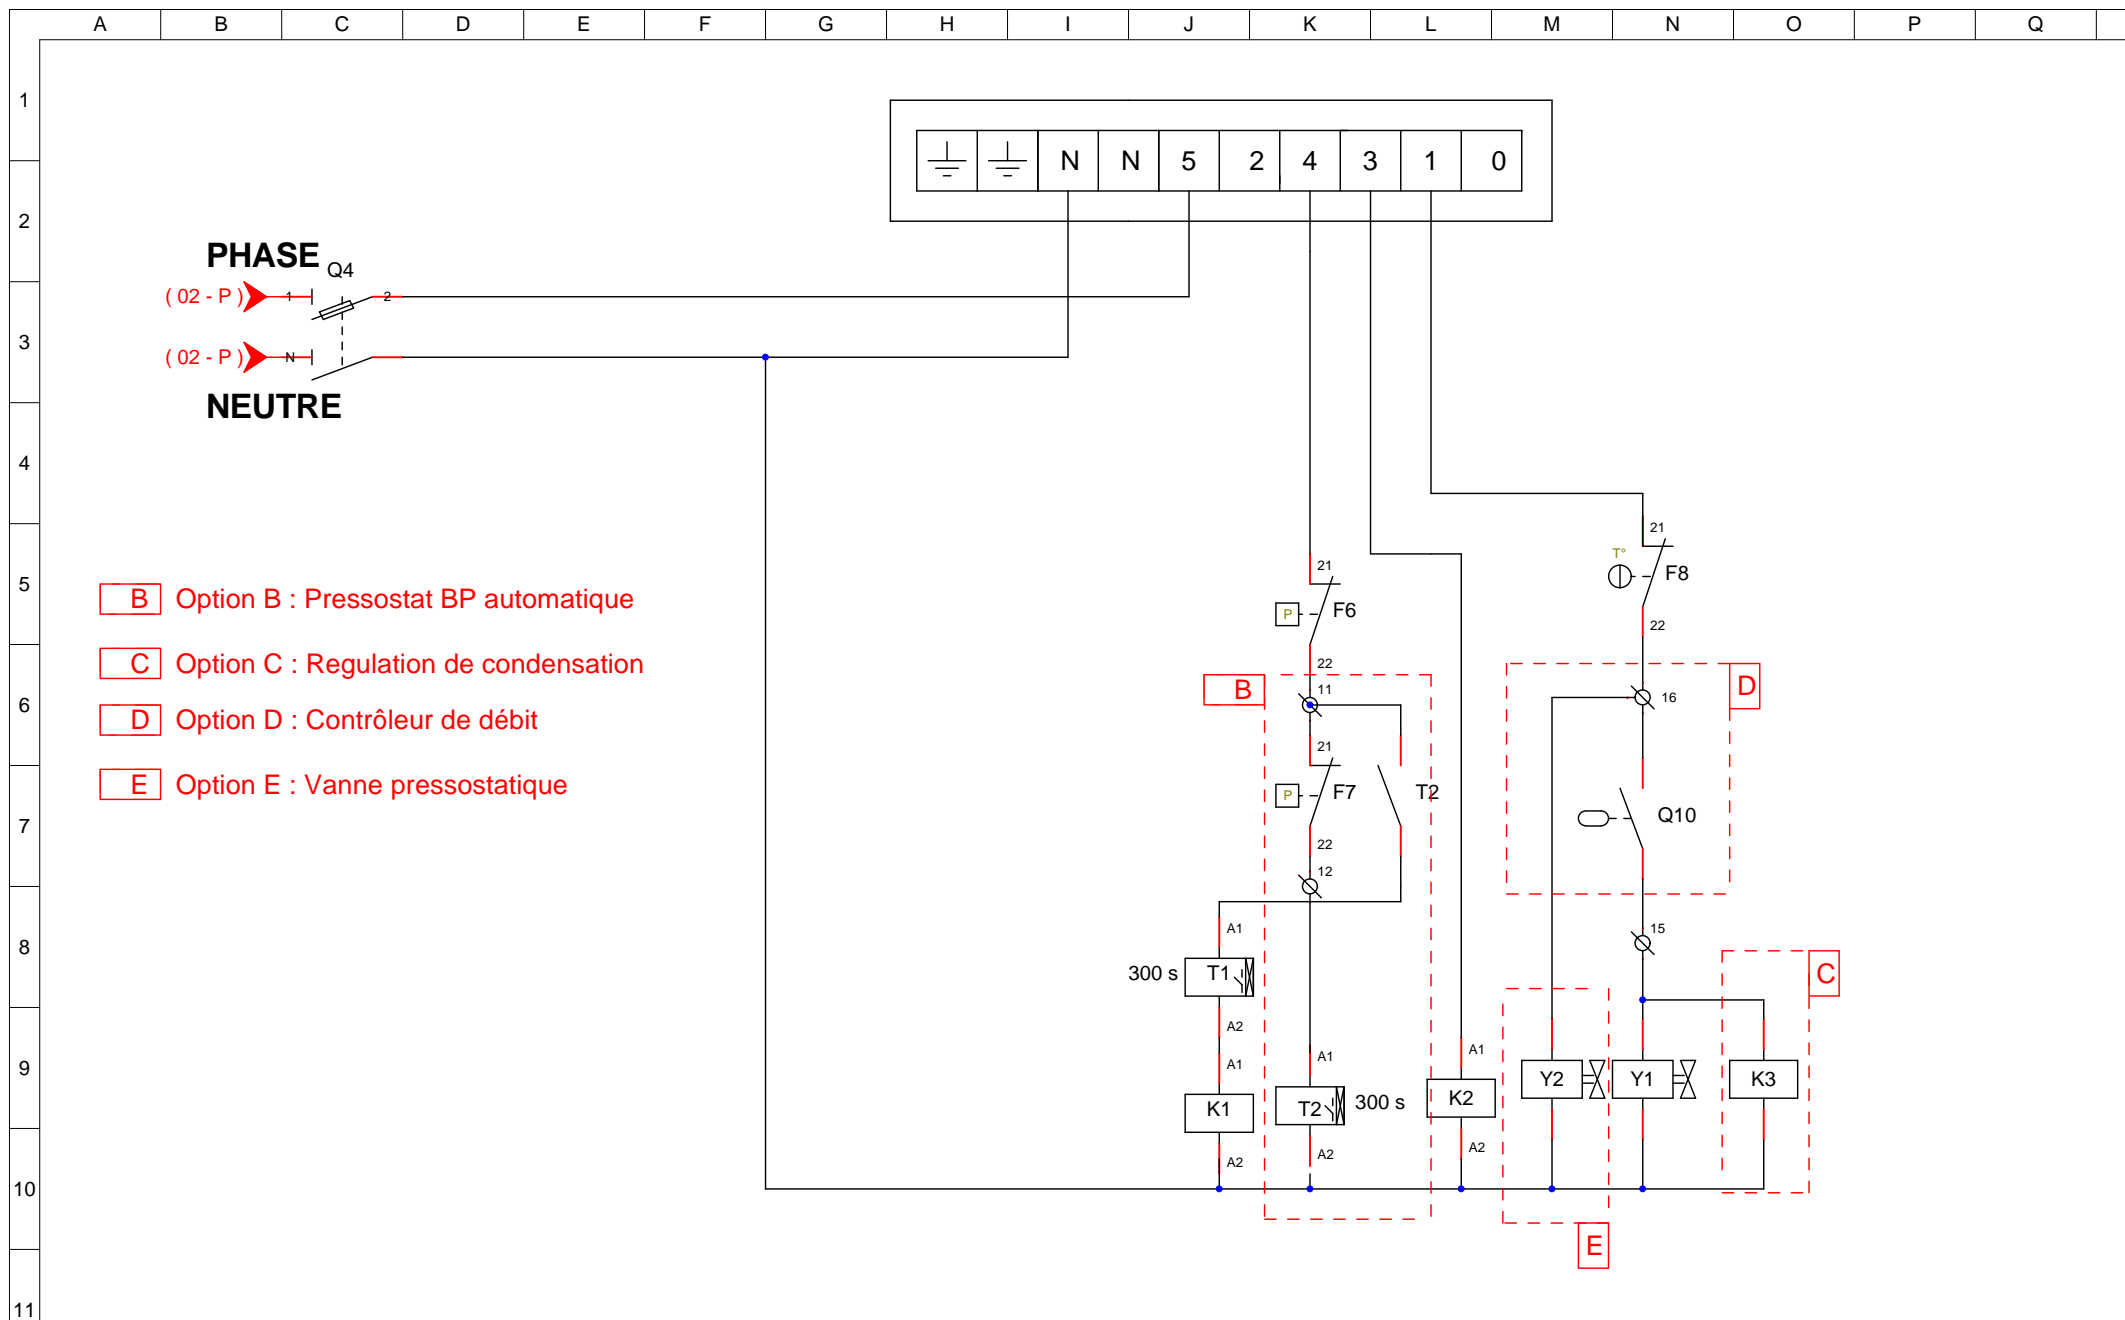 A B C D E F G H I J K L M N O P Q
1
N N 5 2 4 3 1 0
2
PHASE
Q4
( 02 - P ) 1 2
3
( 02 - P ) N
NEUTRE
4
21
T°
F8
22
5
B Option B : Pressostat BP automatique
21
P F6
22
C Option C : Regulation de condensation
6
B
11
D
16
D Option D : Contrôleur de débit
21
P F7 T2
22
E Option E : Vanne pressostatique
7
Q10
12
8
A1
15
300 s T1
C
A2
9
A1
A1
A1
Y2 Y1 K3
K1
T2 300 s
K2
A2
A2
A2
10
E
11